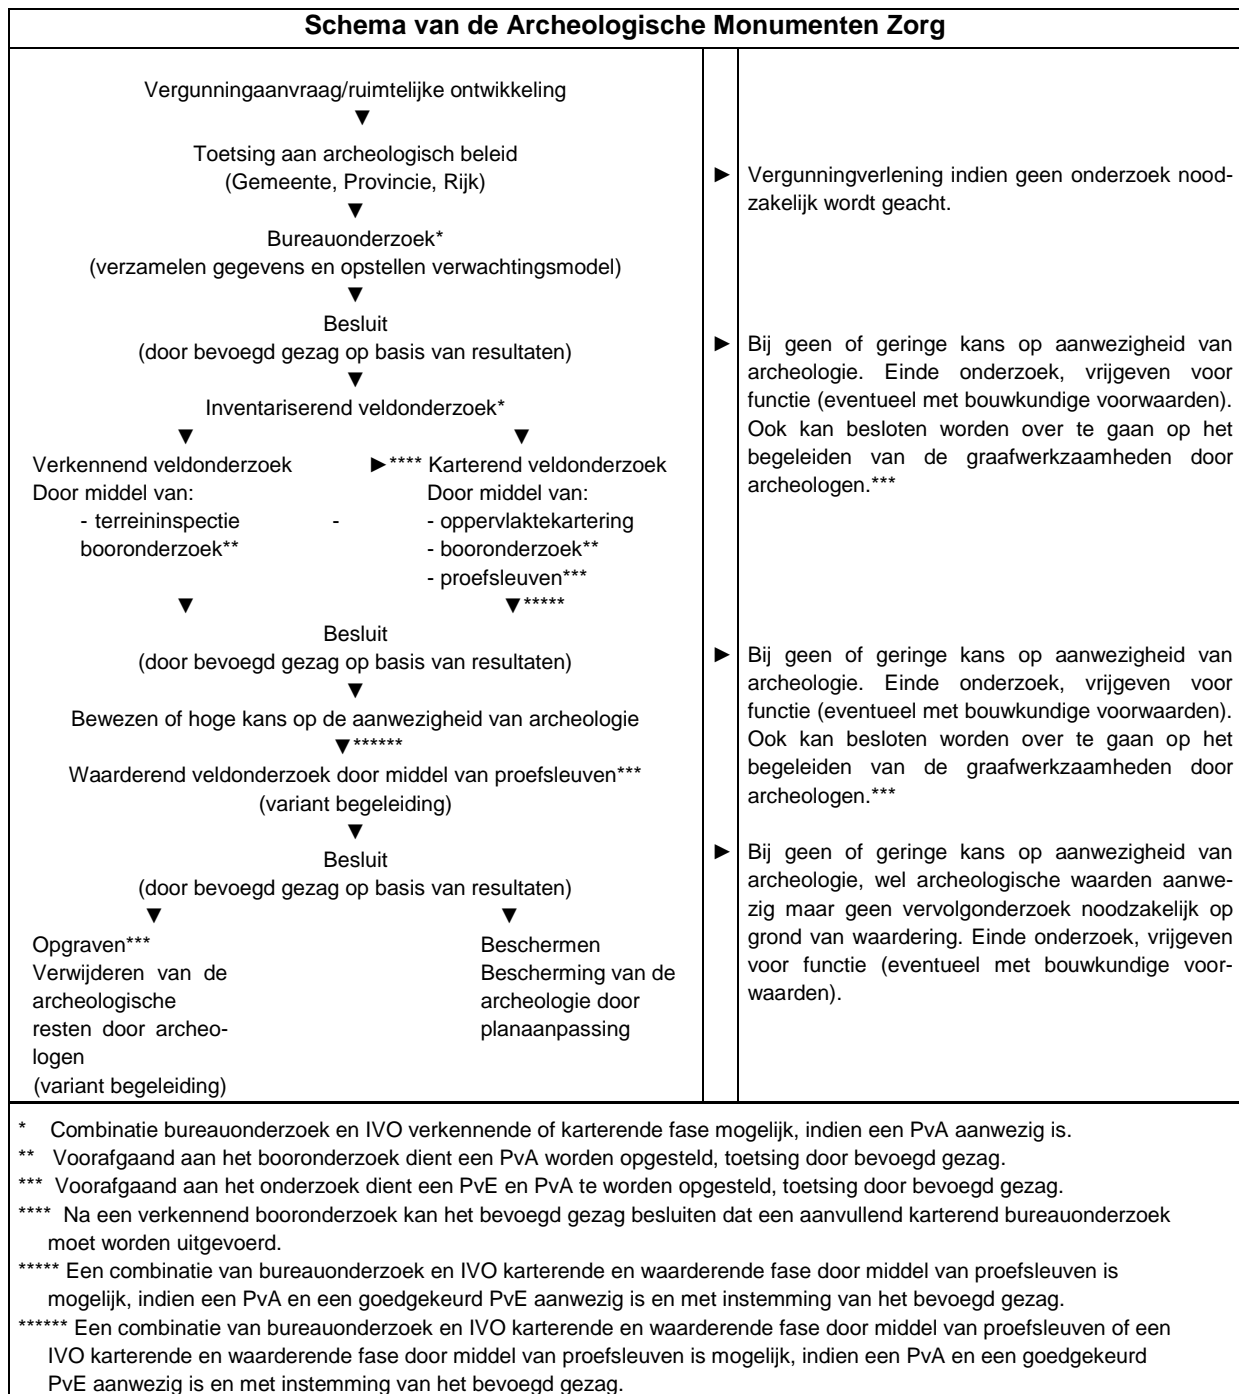 Schema van de Archeologische Monumenten Zorg
Vergunningaanvraag/ruimtelijke ontwikkeling
▼
Toetsing aan archeologisch beleid
(Gemeente, Provincie, Rijk)
▼
Bureauonderzoek*
(verzamelen gegevens en opstellen verwachtingsmodel)
▼
Besluit
(door bevoegd gezag op basis van resultaten)
▼
Inventariserend veldonderzoek*
▼ ▼
Verkennend veldonderzoek ►**** Karterend veldonderzoek
Door middel van: Door middel van:
- terreininspectie - - oppervlaktekartering
booronderzoek** - booronderzoek**
- proefsleuven***
▼ ▼*****
Besluit
(door bevoegd gezag op basis van resultaten)
▼
Bewezen of hoge kans op de aanwezigheid van archeologie
▼******
Waarderend veldonderzoek door middel van proefsleuven***
(variant begeleiding)
▼
Besluit
(door bevoegd gezag op basis van resultaten)
▼ ▼
Opgraven***
Verwijderen van de
archeologische
resten door archeo-
logen
(variant begeleiding)
Beschermen
Bescherming van de
archeologie door
planaanpassing
► Vergunningverlening indien geen onderzoek nood-
zakelijk wordt geacht.
► Bij geen of geringe kans op aanwezigheid van
archeologie. Einde onderzoek, vrijgeven voor
functie (eventueel met bouwkundige voorwaarden).
Ook kan besloten worden over te gaan op het
begeleiden van de graafwerkzaamheden door
archeologen.***
► Bij geen of geringe kans op aanwezigheid van
archeologie. Einde onderzoek, vrijgeven voor
functie (eventueel met bouwkundige voorwaarden).
Ook kan besloten worden over te gaan op het
begeleiden van de graafwerkzaamheden door
archeologen.***
► Bij geen of geringe kans op aanwezigheid van
archeologie, wel archeologische waarden aanwe-
zig maar geen vervolgonderzoek noodzakelijk op
grond van waardering. Einde onderzoek, vrijgeven
voor functie (eventueel met bouwkundige voor-
waarden).
* Combinatie bureauonderzoek en IVO verkennende of karterende fase mogelijk, indien een PvA aanwezig is.
** Voorafgaand aan het booronderzoek dient een PvA worden opgesteld, toetsing door bevoegd gezag.
*** Voorafgaand aan het onderzoek dient een PvE en PvA te worden opgesteld, toetsing door bevoegd gezag.
**** Na een verkennend booronderzoek kan het bevoegd gezag besluiten dat een aanvullend karterend bureauonderzoek
moet worden uitgevoerd.
***** Een combinatie van bureauonderzoek en IVO karterende en waarderende fase door middel van proefsleuven is
mogelijk, indien een PvA en een goedgekeurd PvE aanwezig is en met instemming van het bevoegd gezag.
****** Een combinatie van bureauonderzoek en IVO karterende en waarderende fase door middel van proefsleuven of een
IVO karterende en waarderende fase door middel van proefsleuven is mogelijk, indien een PvA en een goedgekeurd
PvE aanwezig is en met instemming van het bevoegd gezag.